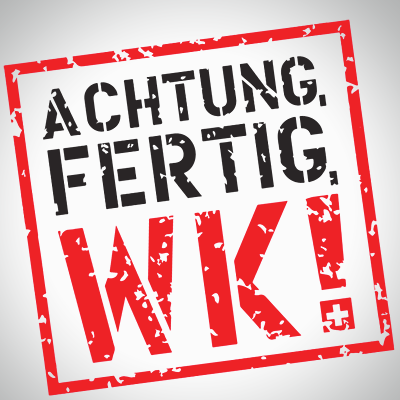 ACHTUNG,
FERTIG,
WK!